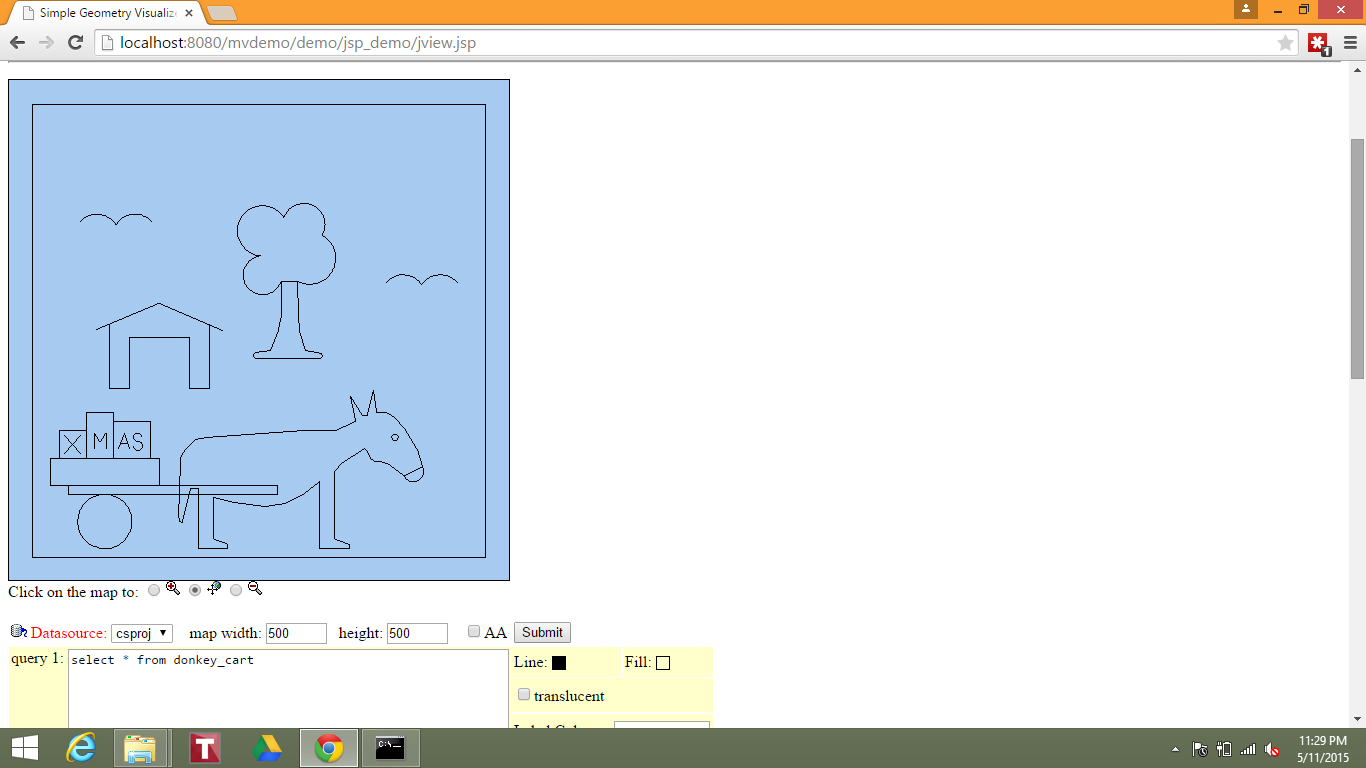 Simple Geometry Visualiz
localhost:8080/mvdemo/demo/jsp_demo/jview.jsp
1
X MAS
Click on the map to:
Datasource: csproj map width: 500 height: 500 AA Submit
query 1: select * from donkey_cart
Line: Fill:
translucent
11:29 PM
5/11/2015